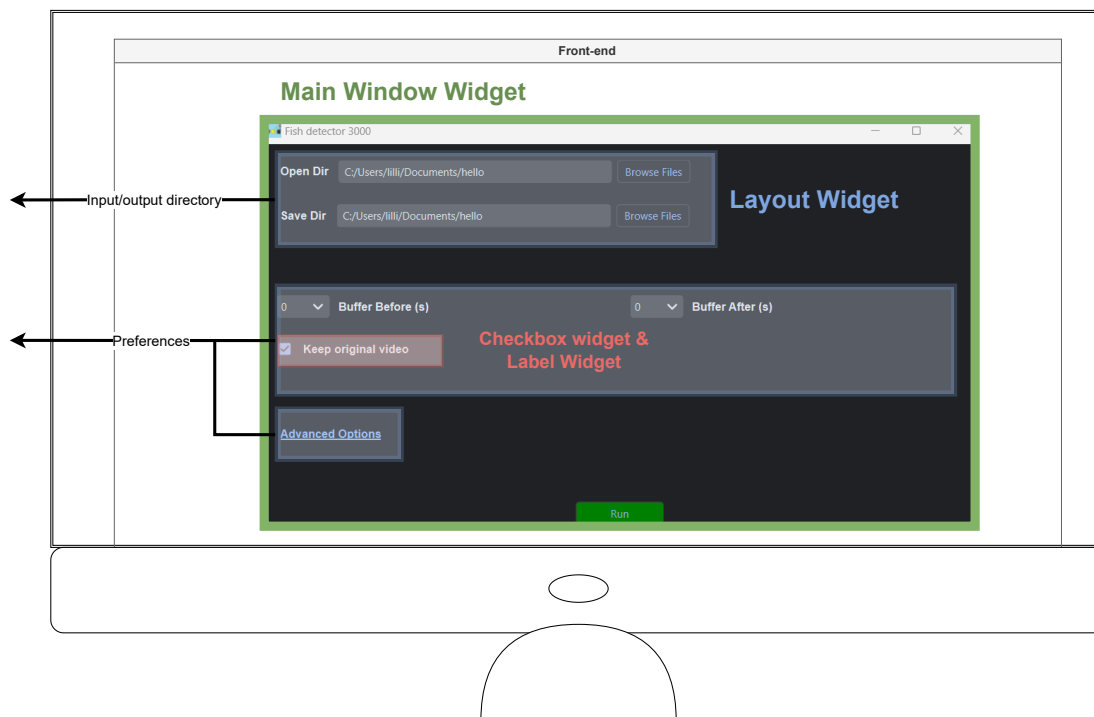 Front-end
Main Window Widget
Fish detector 3000
Open Dir C:/Users/lilli/Documents/hello Browse Files
Input/output directory
Layout Widget
Save Dir C:/Users/lilli/Documents/hello Browse Files
0 Buffer Before (s) 0 Buffer After (s)
Preferences
Keep original video
Checkbox widget &
Label Widget
Advanced Options
Run